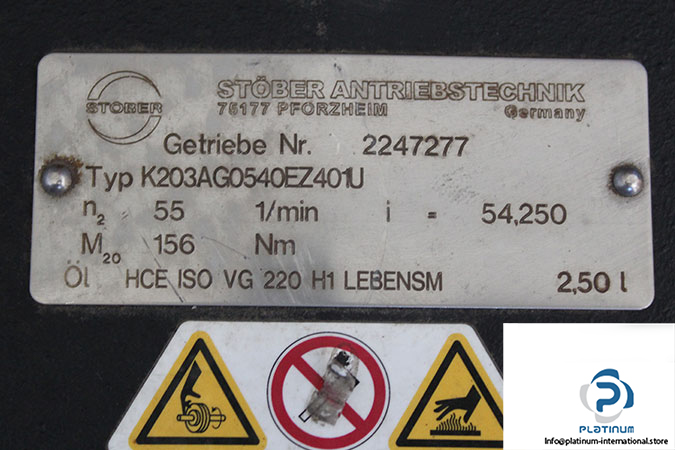 STÖBER
STÖBER ANTRIEBSTECHNIK
75177 PFORZHEIM Germany
Getriebe Nr. 2247277
Typ K203AG0540EZ401U
n2 55 1/min i = 54,250
M20 156 Nm
Öl HCE ISO VG 220 H1 LEBENSM 2,50 l
PLATINUM
Info@platinum-international.store